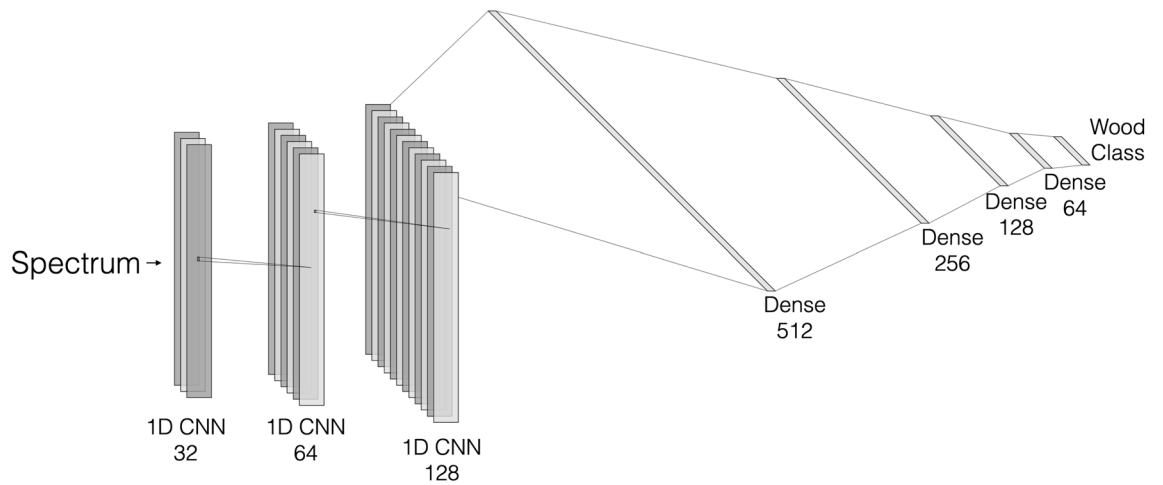 Spectrum
1D CNN
32
1D CNN
64
1D CNN
128
Dense
512
Dense
256
Dense
128
Dense
64
Wood
Class